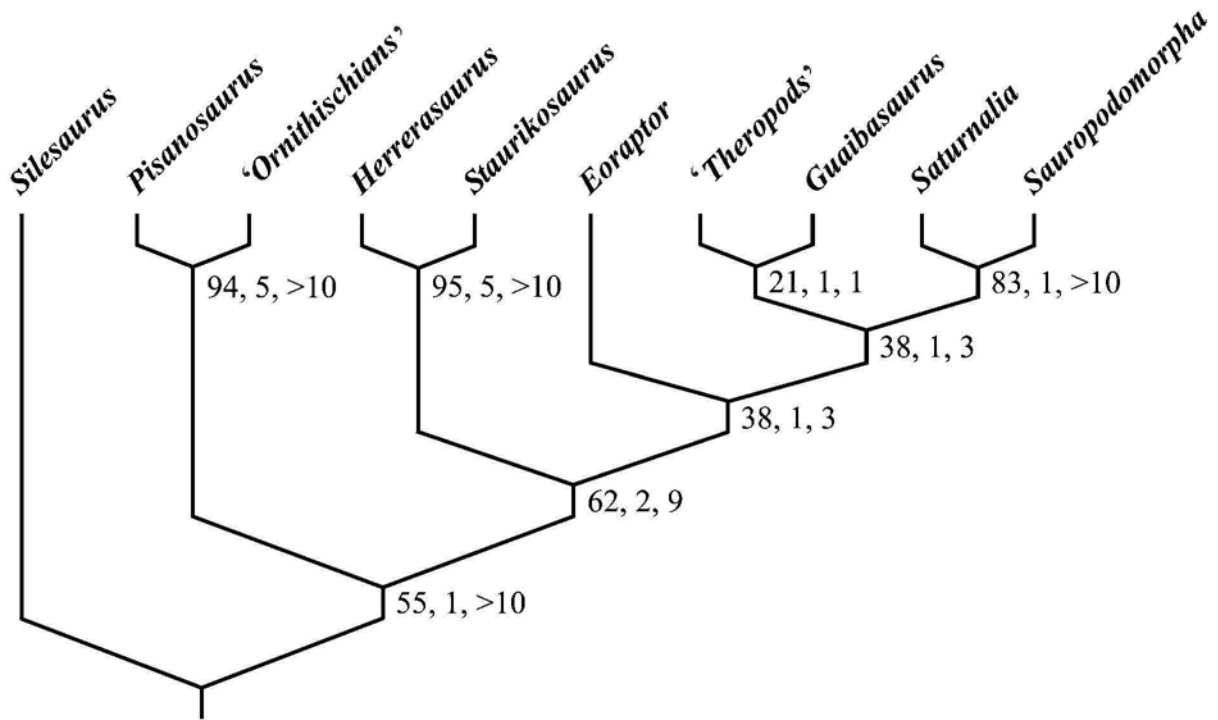 Silesaurus
Pisanosaurus
‘Ornithischians’
Herrerasaurus
Staurikosaurus
Eoraptor
‘Theropods’
Guaibasaurus
Saturnalia
Sauropodomorpha
94, 5, >10
95, 5, >10
21, 1, 1
83, 1, >10
38, 1, 3
38, 1, 3
62, 2, 9
55, 1, >10